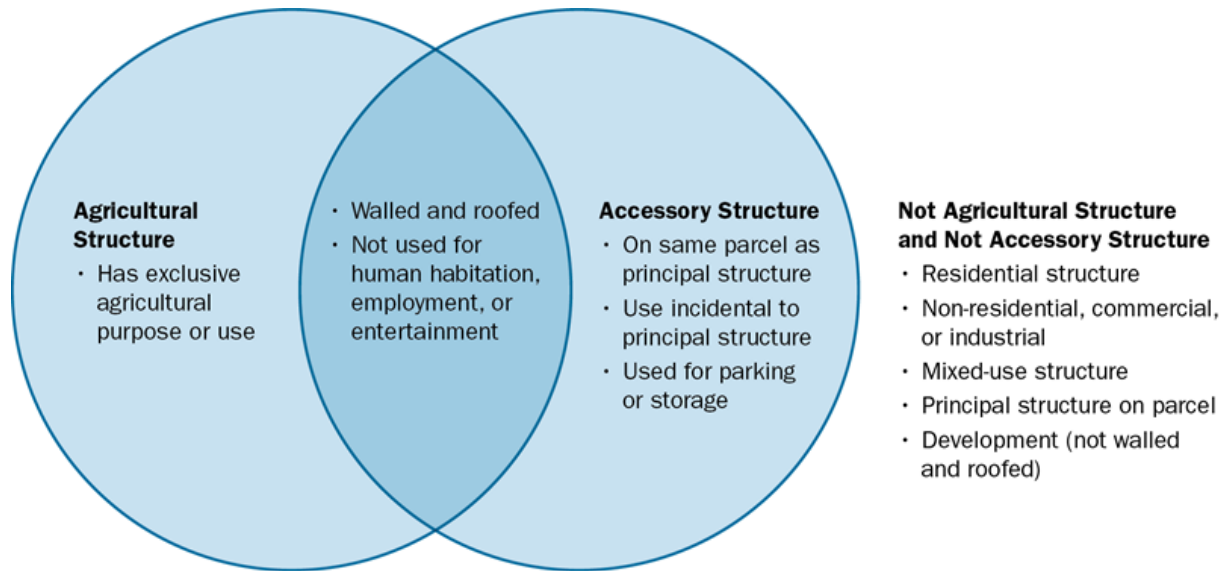 Agricultural
Structure
· Has exclusive
agricultural
purpose or use
· Walled and roofed
· Not used for
human habitation,
employment, or
entertainment
Accessory Structure
· On same parcel as
principal structure
· Use incidental to
principal structure
· Used for parking
or storage
Not Agricultural Structure
and Not Accessory Structure
· Residential structure
· Non-residential, commercial,
or industrial
· Mixed-use structure
· Principal structure on parcel
· Development (not walled
and roofed)